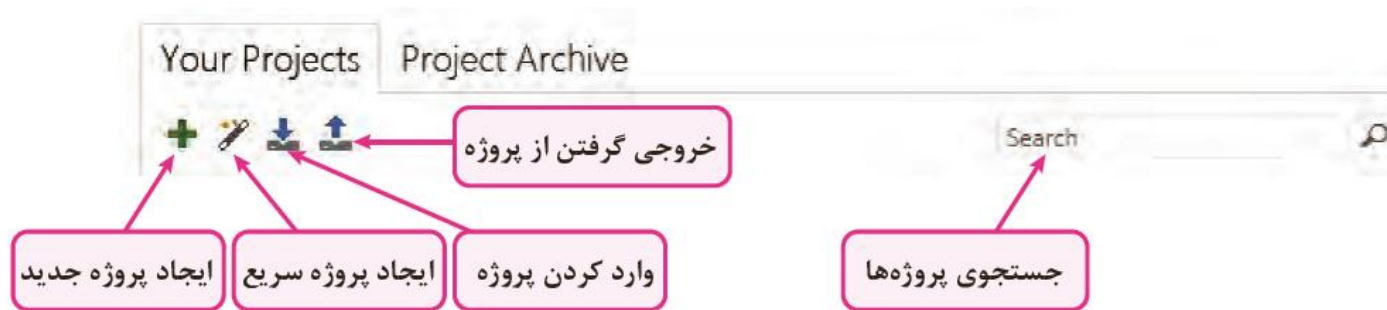 Your Projects
Project Archive
خروجی گرفتن از پروژه
Search
ایجاد پروژه جدید
ایجاد پروژه سریع
وارد کردن پروژه
جستجوی پروژه‌ها